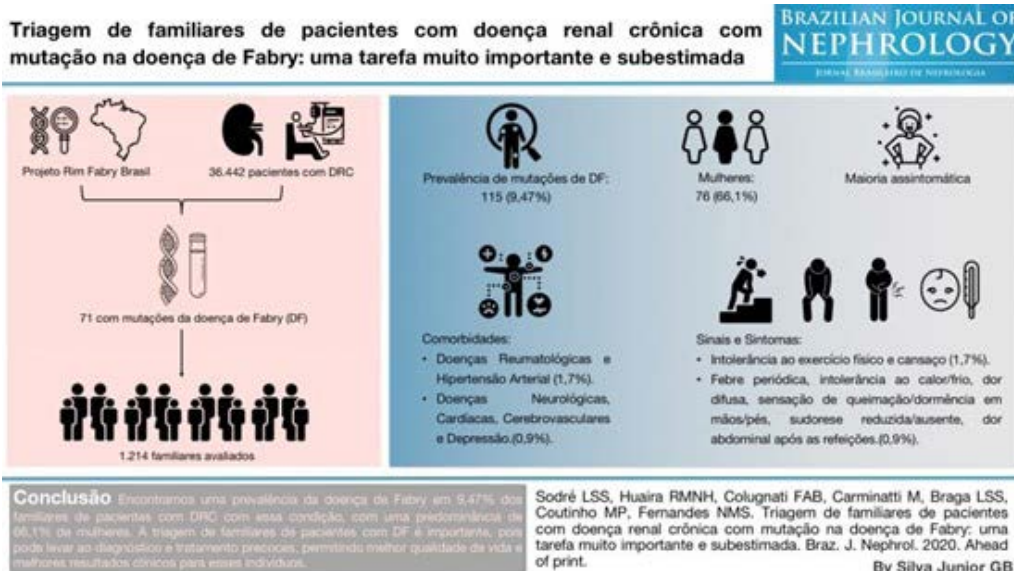 Triagem de familiares de pacientes com doença renal crônica com
mutação na doença de Fabry: uma tarefa muito importante e subestimada
BRAZILIAN JOURNAL OF
NEPHROLOGY
JORNAL BRASILEIRO DE NEFROLOGIA
Projeto Rim Fabry Brasil
36.442 pacientes com DRC
71 com mutações da doença de Fabry (DF)
1.214 familiares avaliados
Prevalência de mutações de DF:
115 (9,47%)
Mulheres:
76 (66,1%)
Maioria assintomática
Comorbidades:
• Doenças Reumatológicas e
Hipertensão Arterial (1,7%).
• Doenças Neurológicas,
Cardíacas, Cerebrovasculares
e Depressão.(0,9%).
Sinais e Sintomas:
• Intolerância ao exercício físico e cansaço (1,7%).
• Febre periódica, intolerância ao calor/frio, dor
difusa, sensação de queimação/dormência em
mãos/pés, sudorese reduzida/ausente, dor
abdominal após as refeições.(0,9%).
Conclusão Encontramos uma prevalência da doença de Fabry em 9,47% dos
familiares de pacientes com DRC com essa condição, com uma predominância de
66,1% de mulheres. A triagem de familiares de pacientes com DF é importante, pois
pode levar ao diagnóstico e tratamento precoces, permitindo melhor qualidade de vida e
melhores resultados clínicos para esses indivíduos.
Sodré LSS, Huaira RMNH, Colugnati FAB, Carminatti M, Braga LSS,
Coutinho MP, Fernandes NMS. Triagem de familiares de pacientes
com doença renal crônica com mutação na doença de Fabry: uma
tarefa muito importante e subestimada. Braz. J. Nephrol. 2020. Ahead
of print.
By Silva Junior GB